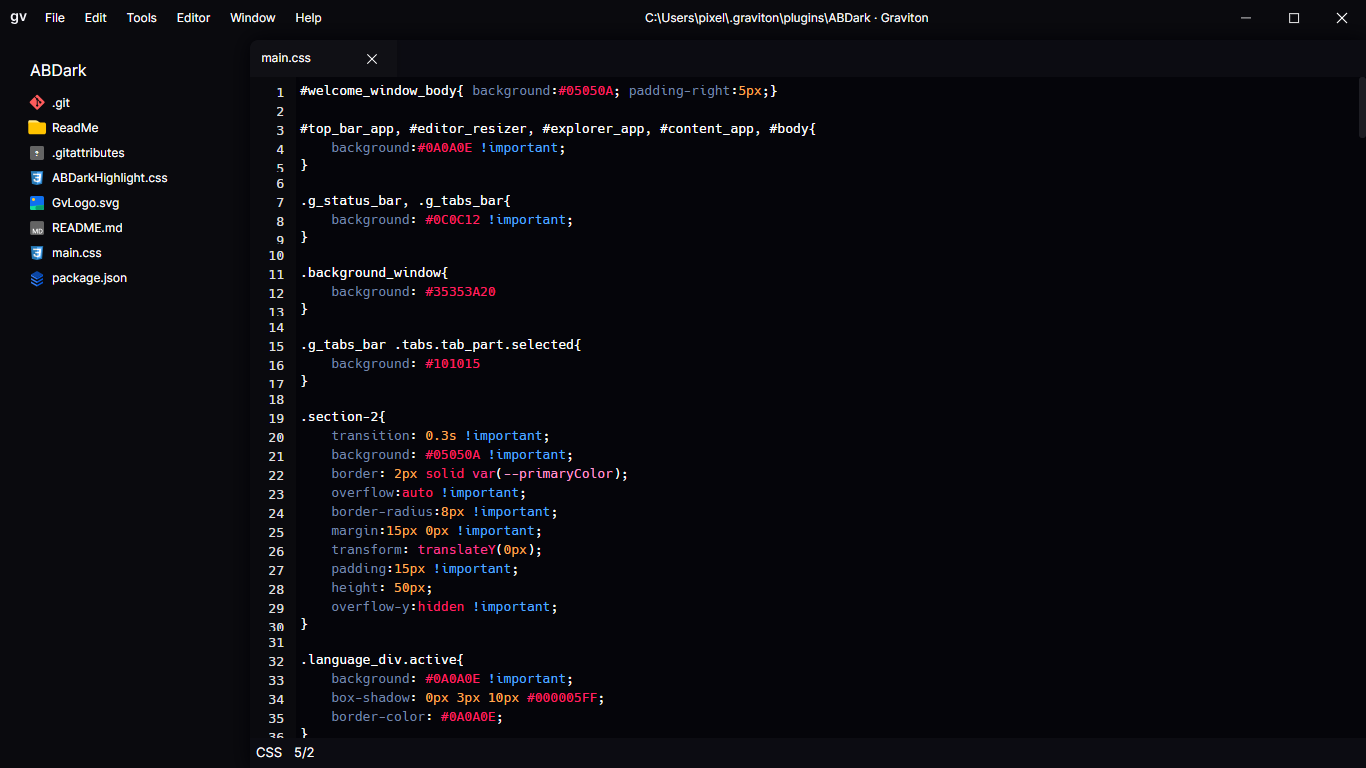 gv File Edit Tools Editor Window Help C:\Users\pixel\.graviton\plugins\ABDark · Graviton
ABDark
.git
ReadMe
.gitattributes
ABDarkHighlight.css
GvLogo.svg
README.md
main.css
package.json
main.css
1 #welcome_window_body{ background:#05050A; padding-right:5px;}
2
3 #top_bar_app, #editor_resizer, #explorer_app, #content_app, #body{
4     background:#0A0A0E !important;
5 }
6
7 .g_status_bar, .g_tabs_bar{
8     background: #0C0C12 !important;
9 }
10
11 .background_window{
12     background: #35353A20
13 }
14
15 .g_tabs_bar .tabs.tab_part.selected{
16     background: #101015
17 }
18
19 .section-2{
20     transition: 0.3s !important;
21     background: #05050A !important;
22     border: 2px solid var(--primaryColor);
23     overflow:auto !important;
24     border-radius:8px !important;
25     margin:15px 0px !important;
26     transform: translateY(0px);
27     padding:15px !important;
28     height: 50px;
29     overflow-y:hidden !important;
30 }
31
32 .language_div.active{
33     background: #0A0A0E !important;
34     box-shadow: 0px 3px 10px #000005FF;
35     border-color: #0A0A0E;
36 }
CSS 5/2